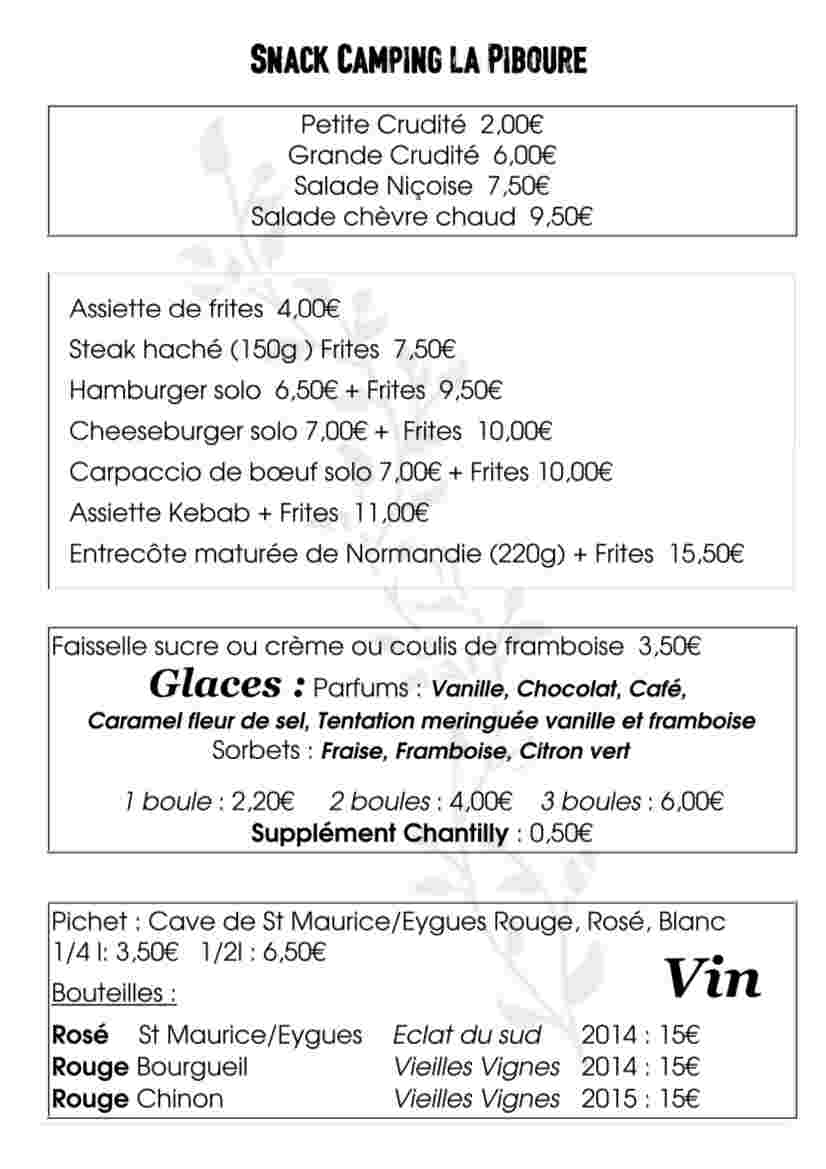 SNACK CAMPING LA PIBOURE
Petite Crudité 2,00€
Grande Crudité 6,00€
Salade Niçoise 7,50€
Salade chèvre chaud 9,50€
Assiette de frites 4,00€
Steak haché (150g ) Frites 7,50€
Hamburger solo 6,50€ + Frites 9,50€
Cheeseburger solo 7,00€ + Frites 10,00€
Carpaccio de bœuf solo 7,00€ + Frites 10,00€
Assiette Kebab + Frites 11,00€
Entrecôte maturée de Normandie (220g) + Frites 15,50€
Faisselle sucre ou crème ou coulis de framboise 3,50€
Glaces : Parfums : Vanille, Chocolat, Café,
Caramel fleur de sel, Tentation meringuée vanille et framboise
Sorbets : Fraise, Framboise, Citron vert
1 boule : 2,20€ 2 boules : 4,00€ 3 boules : 6,00€
Supplément Chantilly : 0,50€
Pichet : Cave de St Maurice/Eygues Rouge, Rosé, Blanc
1/4 l: 3,50€ 1/2l : 6,50€
Vin
Bouteilles :
Rosé St Maurice/Eygues Eclat du sud 2014 : 15€
Rouge Bourgueil Vieilles Vignes 2014 : 15€
Rouge Chinon Vieilles Vignes 2015 : 15€